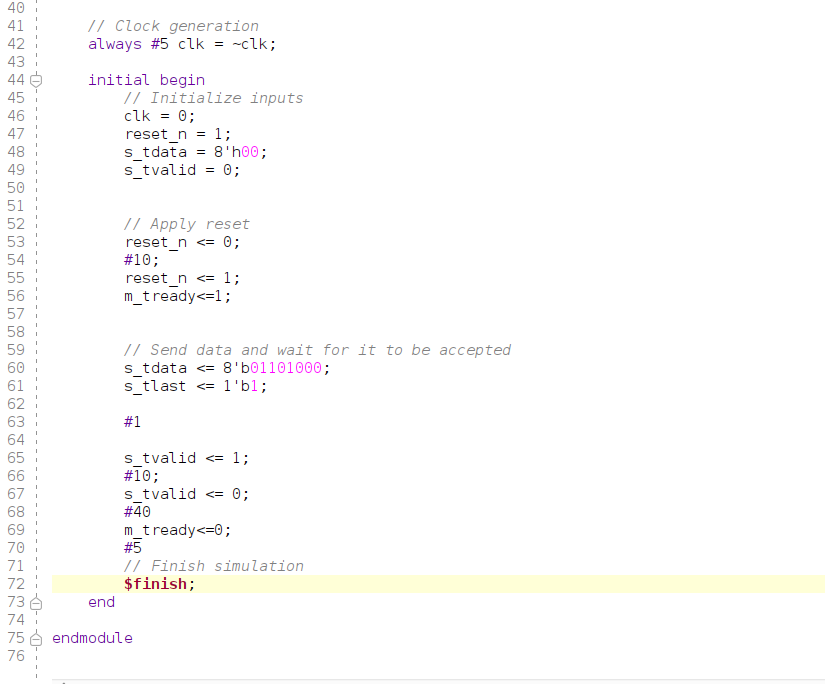 40
41 // Clock generation
42 always #5 clk = ~clk;
43
44 initial begin
45 // Initialize inputs
46 clk = 0;
47 reset_n = 1;
48 s_tdata = 8'h00;
49 s_tvalid = 0;
50
51
52 // Apply reset
53 reset_n <= 0;
54 #10;
55 reset_n <= 1;
56 m_tready<=1;
57
58
59 // Send data and wait for it to be accepted
60 s_tdata <= 8'b01101000;
61 s_tlast <= 1'b1;
62
63 #1
64
65 s_tvalid <= 1;
66 #10;
67 s_tvalid <= 0;
68 #40
69 m_tready<=0;
70 #5
71 // Finish simulation
72 $finish;
73 end
74
75 endmodule
76